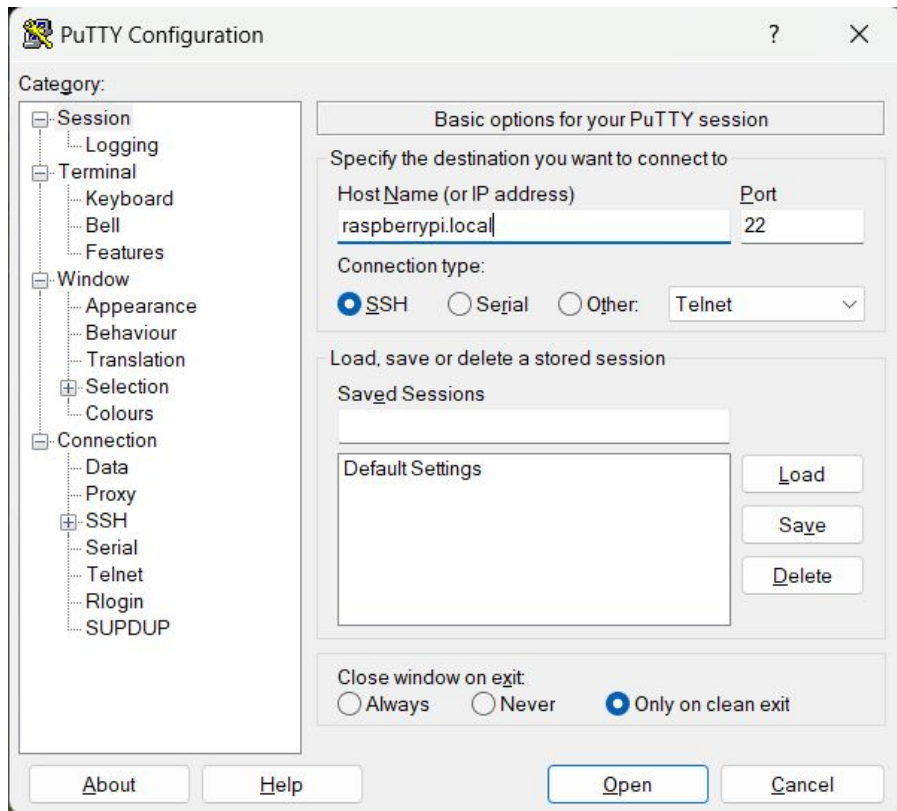 PuTTY Configuration
?
Category:
Session
Logging
Terminal
Keyboard
Bell
Features
Window
Appearance
Behaviour
Translation
Selection
Colours
Connection
Data
Proxy
SSH
Serial
Telnet
Rlogin
SUPDUP
Basic options for your PuTTY session
Specify the destination you want to connect to
Host Name (or IP address) Port
raspberrypi.local 22
Connection type:
SSH Serial Other: Telnet
Load, save or delete a stored session
Saved Sessions
Default Settings
Load
Save
Delete
Close window on exit:
Always Never Only on clean exit
About Help Open Cancel